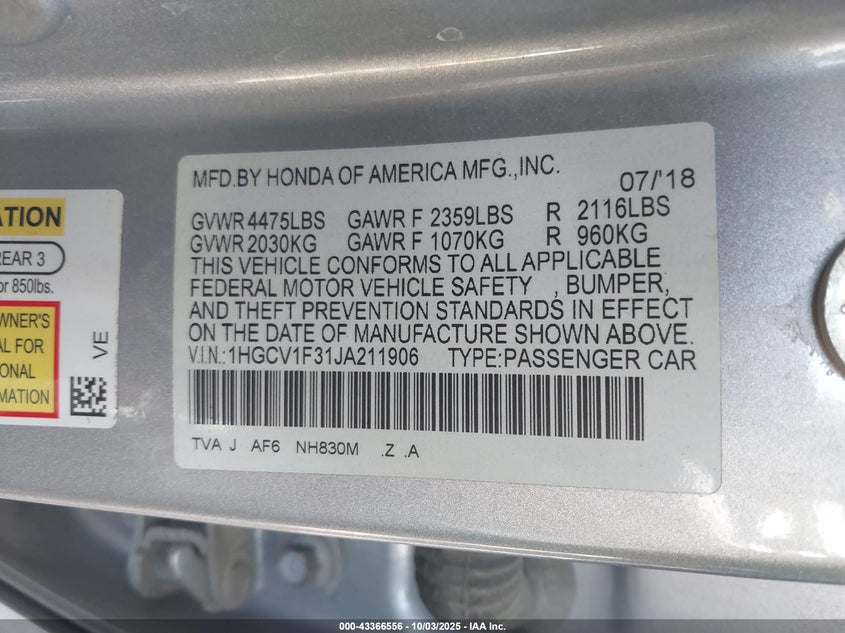 MFD.BY HONDA OF AMERICA MFG.,INC. 07/'18
GVWR 4475LBS GAWR F 2359LBS R 2116LBS
GVWR 2030KG GAWR F 1070KG R 960KG
THIS VEHICLE CONFORMS TO ALL APPLICABLE
FEDERAL MOTOR VEHICLE SAFETY , BUMPER,
AND THEFT PREVENTION STANDARDS IN EFFECT
ON THE DATE OF MANUFACTURE SHOWN ABOVE.
V.I.N.:1HGCV1F31JA211906 TYPE:PASSENGER CAR
TVA J AF6 NH830M .Z .A
ATION
REAR 3
or 850lbs.
WNER'S
AL FOR
IONAL
RMATION
VE
000-43366556 - 10/03/2025 - IAA Inc.